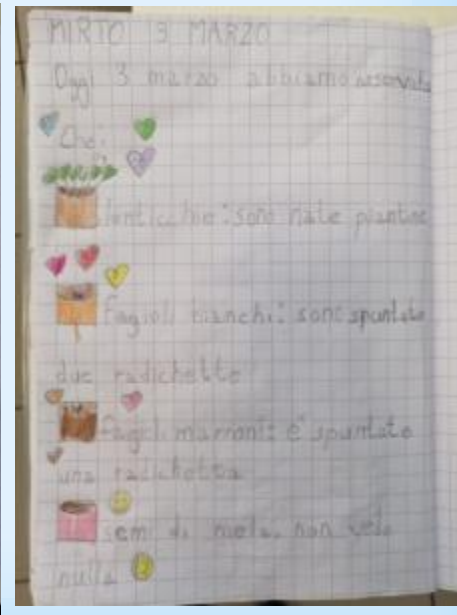 MIRTO 3 MARZO
Oggi 3 marzo abbiamo osservato
Che:
lenticchie: sono nate piantine
fagioli bianchi: sono spuntate
due radichette
fagioli marroni: è spuntata
una radichetta
semi di mela. non vedo
nulla